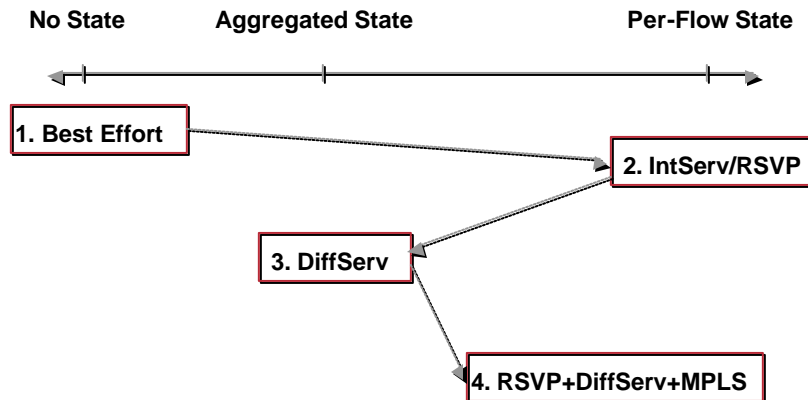 No State
Aggregated State
Per-Flow State
1. Best Effort
2. IntServ/RSVP
3. DiffServ
4. RSVP+DiffServ+MPLS